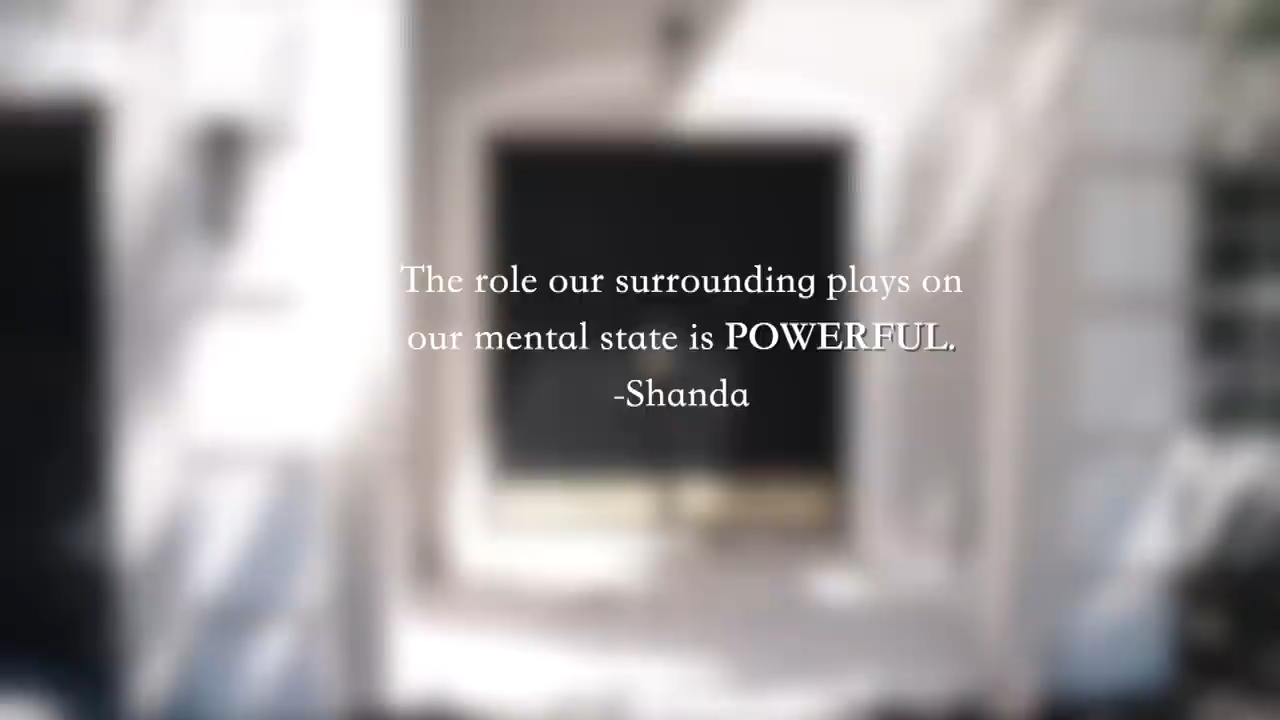 The role our surrounding plays on
our mental state is POWERFUL.
-Shanda